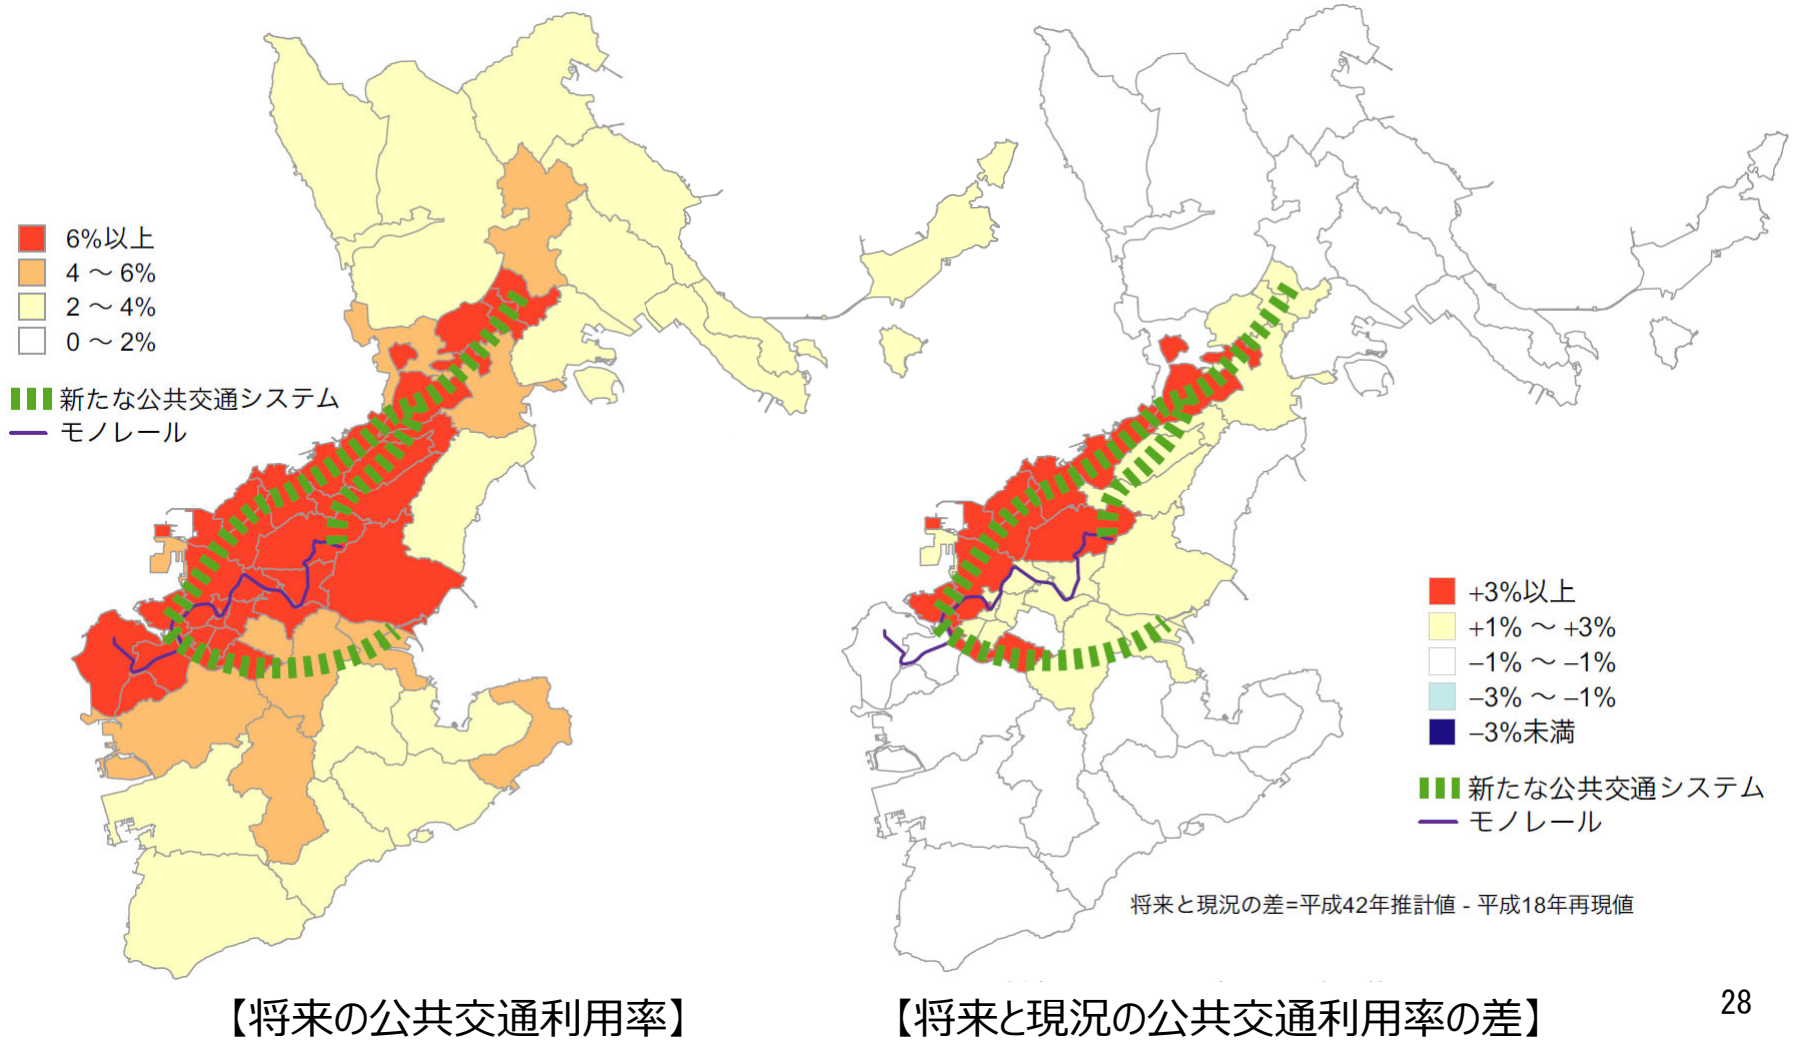 6%以上
4 ～ 6%
2 ～ 4%
0 ～ 2%
新たな公共交通システム
モノレール
+3%以上
+1% ～ +3%
–1% ～ –1%
–3% ～ –1%
–3%未満
新たな公共交通システム
モノレール
将来と現況の差=平成42年推計値 - 平成18年再現値
【将来の公共交通利用率】
【将来と現況の公共交通利用率の差】
28